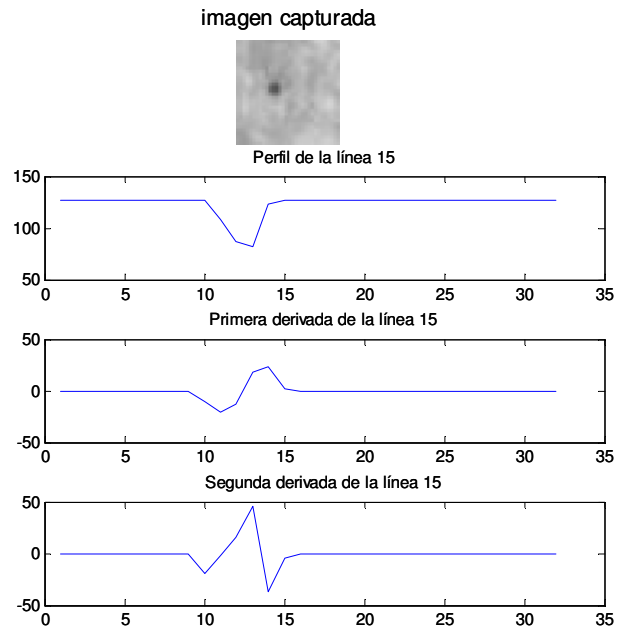 imagen capturada
Perfil de la línea 15
150
100
50
0 5 10 15 20 25 30 35
Primera derivada de la línea 15
50
0
-50
0 5 10 15 20 25 30 35
Segunda derivada de la línea 15
50
0
-50
0 5 10 15 20 25 30 35